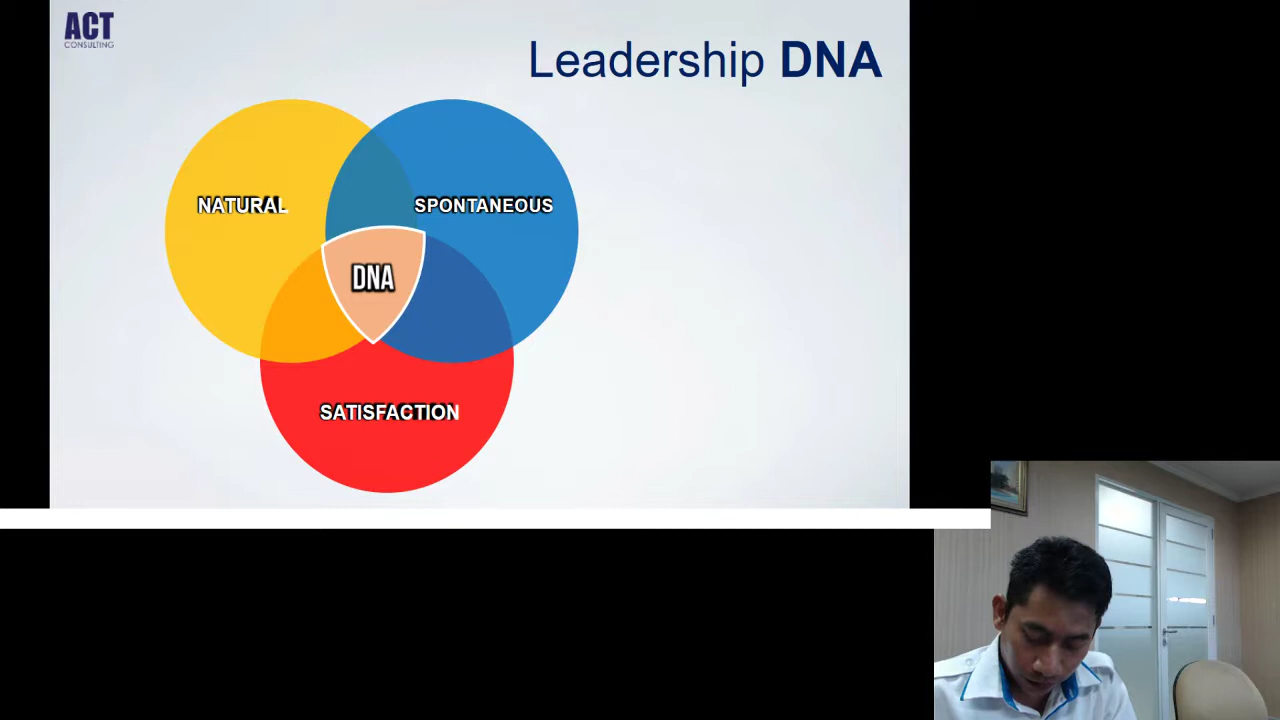 ACT
CONSULTING
Leadership DNA
NATURAL
SPONTANEOUS
DNA
SATISFACTION